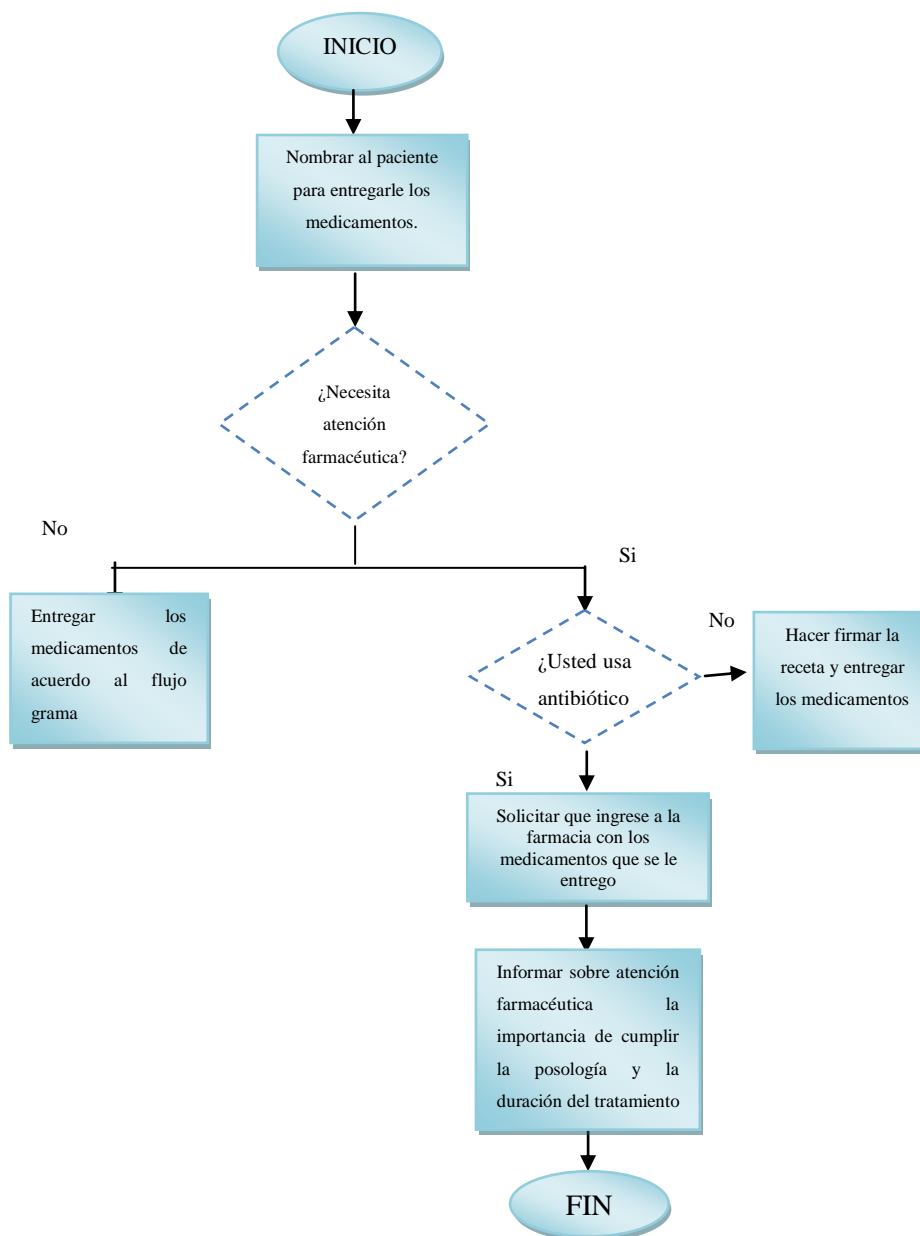 INICIO
Nombrar al paciente
para entregarle los
medicamentos.
¿Necesita
atención
farmacéutica?
No
Si
Entregar los
medicamentos de
acuerdo al flujo
grama
¿Usted usa
antibiótico
No
Hacer firmar la
receta y entregar
los medicamentos
Si
Solicitar que ingrese a la
farmacia con los
medicamentos que se le
entrego
Informar sobre atención
farmacéutica la
importancia de cumplir
la posología y la
duración del tratamiento
FIN